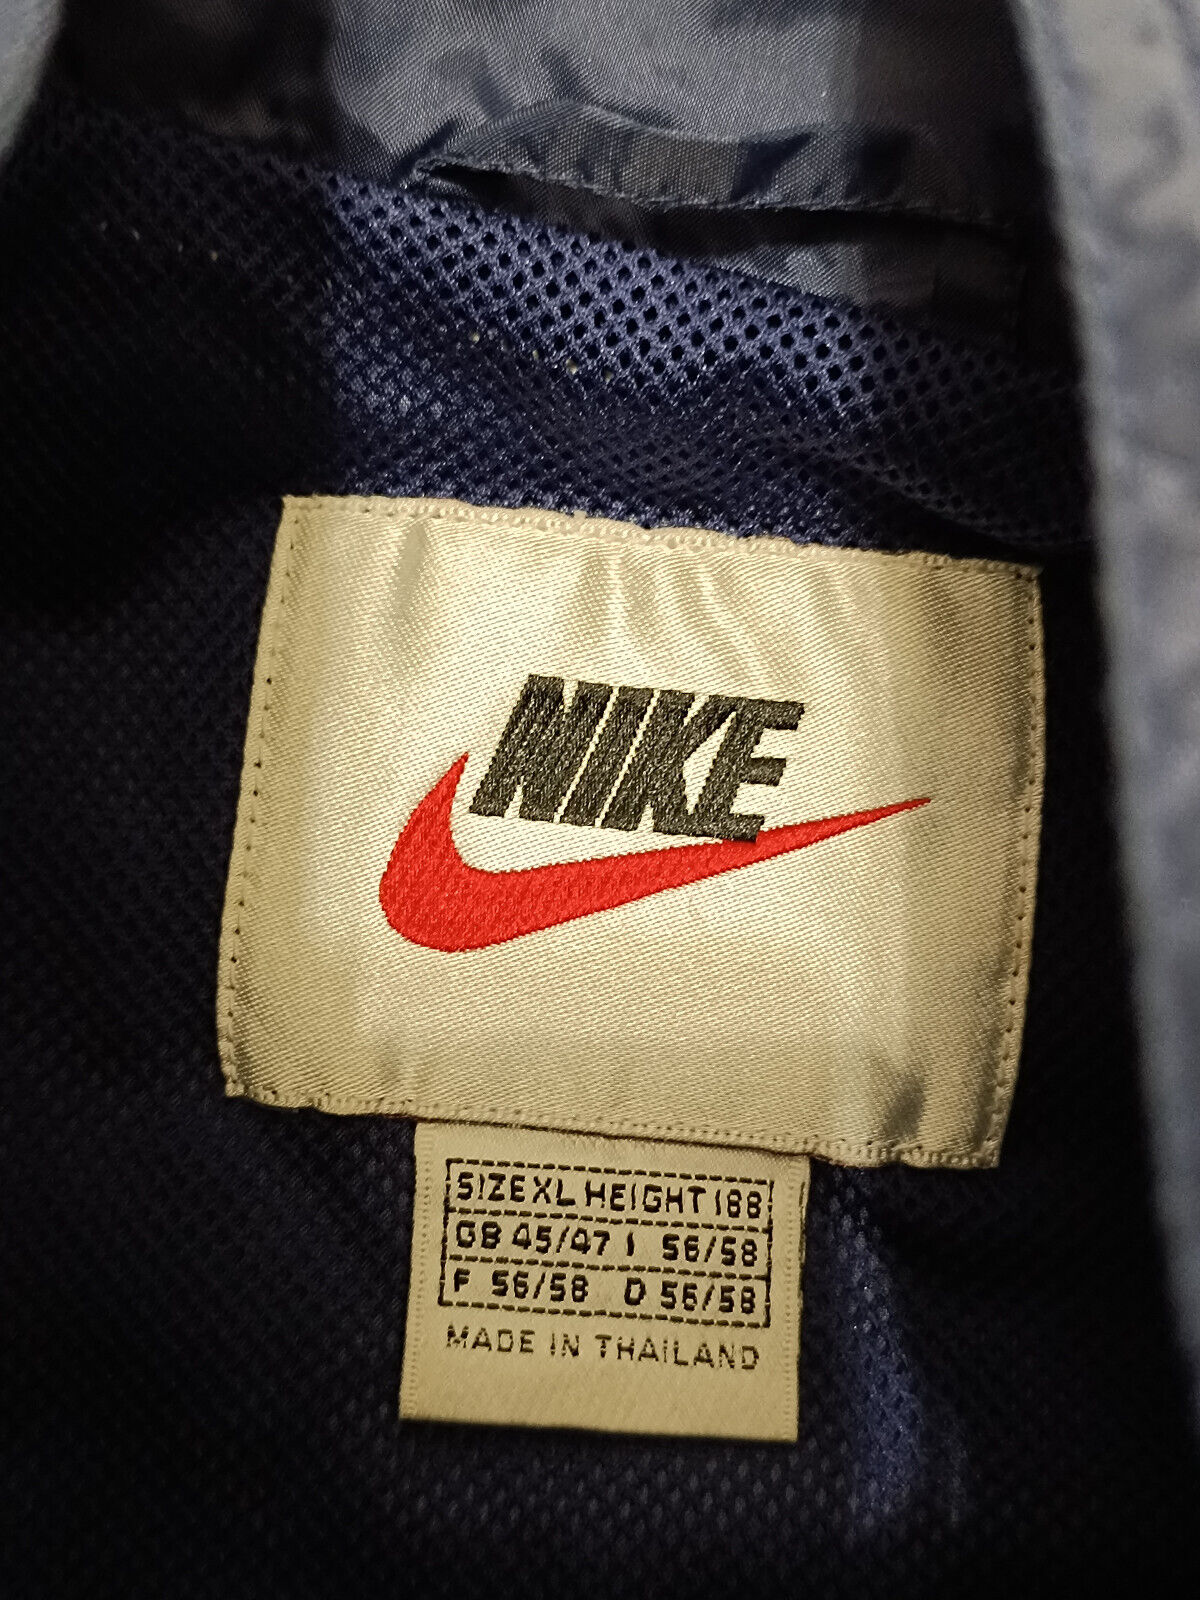 NIKE
SIZE XL HEIGHT 188
GB 45/47 I 56/58
F 56/58 D 56/58
MADE IN THAILAND